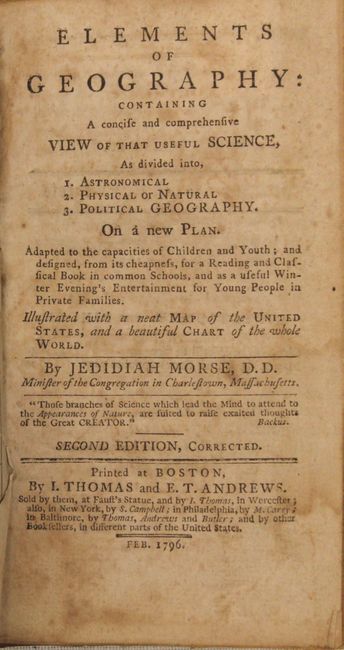 ELEMENTS
OF
GEOGRAPHY:
CONTAINING
A concife and comprehenfive
VIEW OF THAT USEFUL SCIENCE,
As divided into,
1. ASTRONOMICAL
2. PHYSICAL or NATURAL
3. POLITICAL GEOGRAPHY.
On a new PLAN.
Adapted to the capacities of Children and Youth; and
defigned, from its cheapnefs, for a Reading and Claf-
fical Book in common Schools, and as a ufeful Win-
ter Evening's Entertainment for Young People in
Private Families.
Illuftrated with a neat MAP of the UNITED
STATES, and a beautiful CHART of the whole
WORLD.
By JEDIDIAH MORSE, D.D.
Minifter of the Congregation in Charleftown, Maffachufetts.
"Thofe branches of Science which lead the Mind to attend to
the Appearances of Nature, are fuited to raife exalted thoughts
of the Great CREATOR." Backus.
SECOND EDITION, CORRECTED.
Printed at BOSTON,
By I. THOMAS and E. T. ANDREWS.
Sold by them, at Fauft's Statue, and by I. Thomas, in Worcefter;
alfo, in New York, by S. Campbell; in Philadelphia, by M. Carey;
in Baltimore, by Thomas, Andrews and Butler; and by other
Bookfellers, in different parts of the United States.
FEB. 1796.